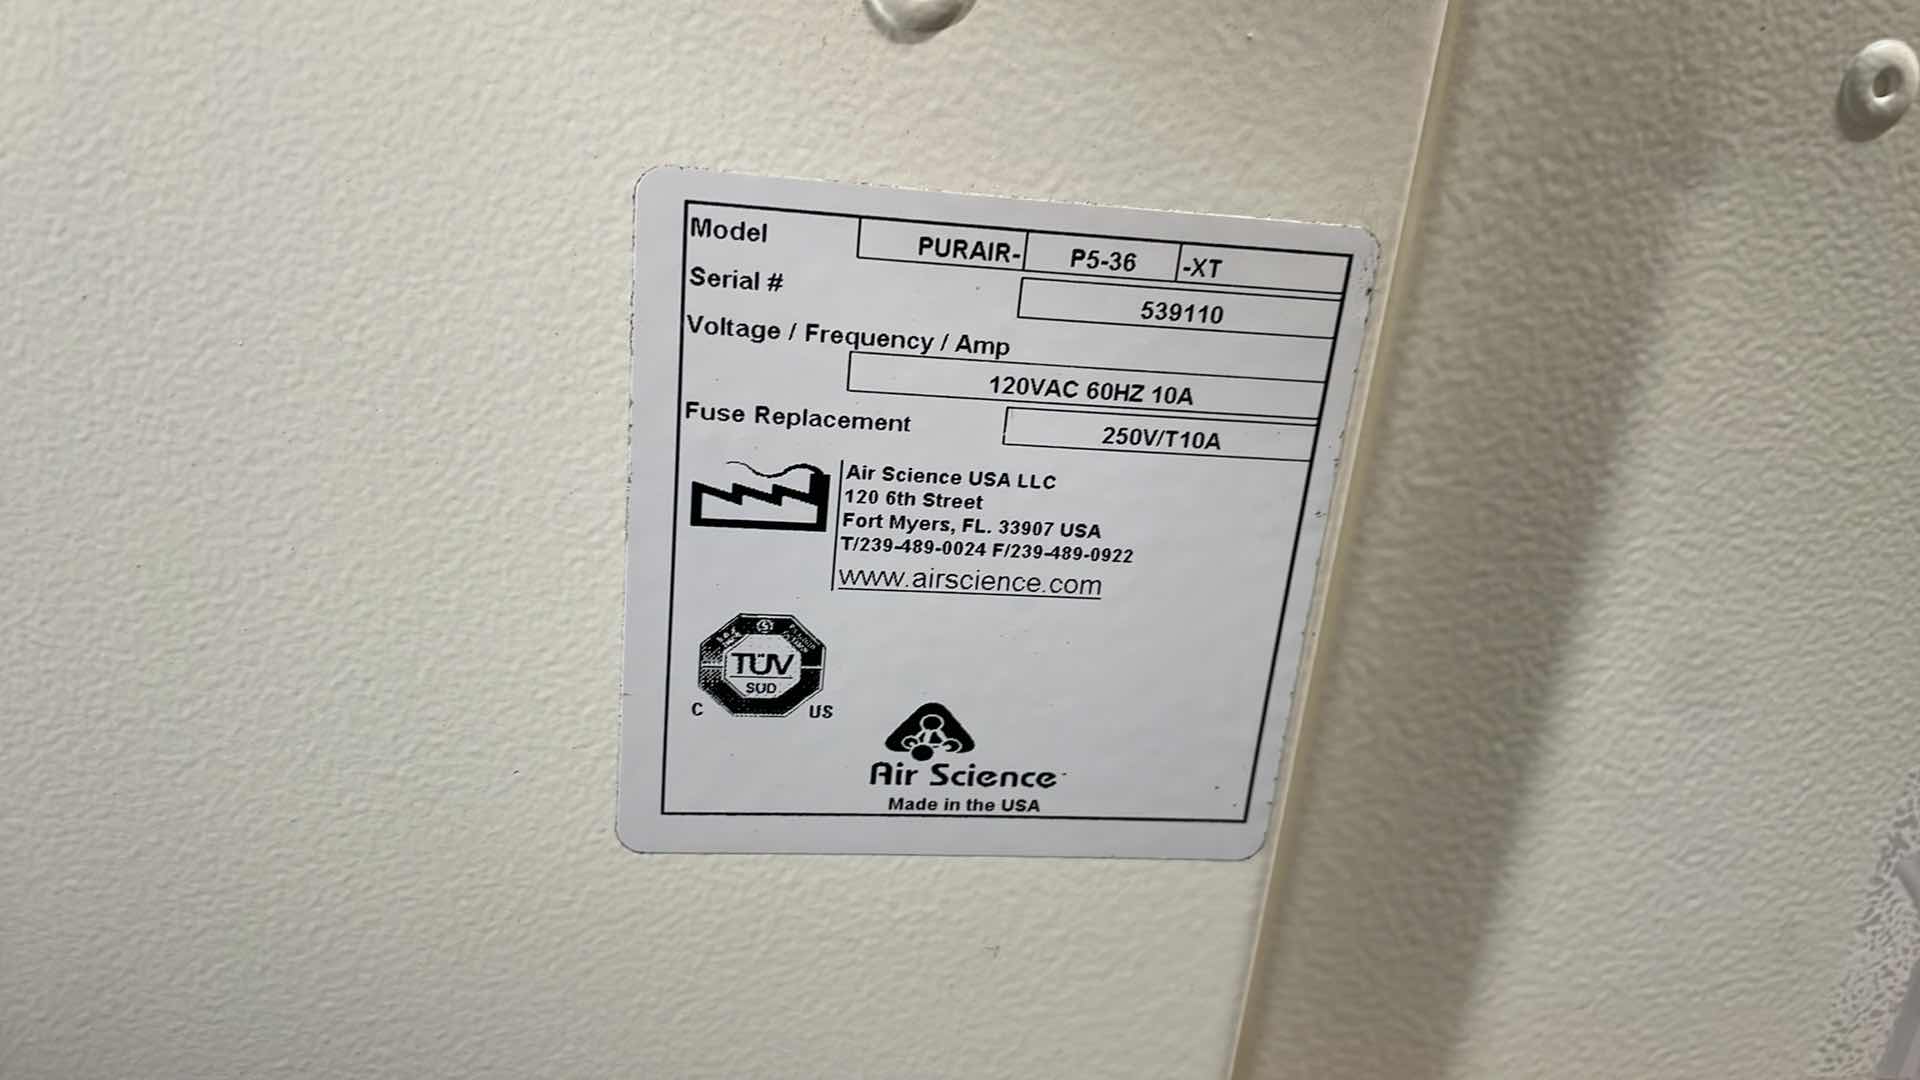 Model PURAIR- P5-36 -XT
Serial # 539110
Voltage / Frequency / Amp
120VAC 60HZ 10A
Fuse Replacement 250V/T10A
Air Science USA LLC
120 6th Street
Fort Myers, FL. 33907 USA
T/239-489-0024 F/239-489-0922
www.airscience.com
TÜV
SÜD
C US
Air Science
Made in the USA